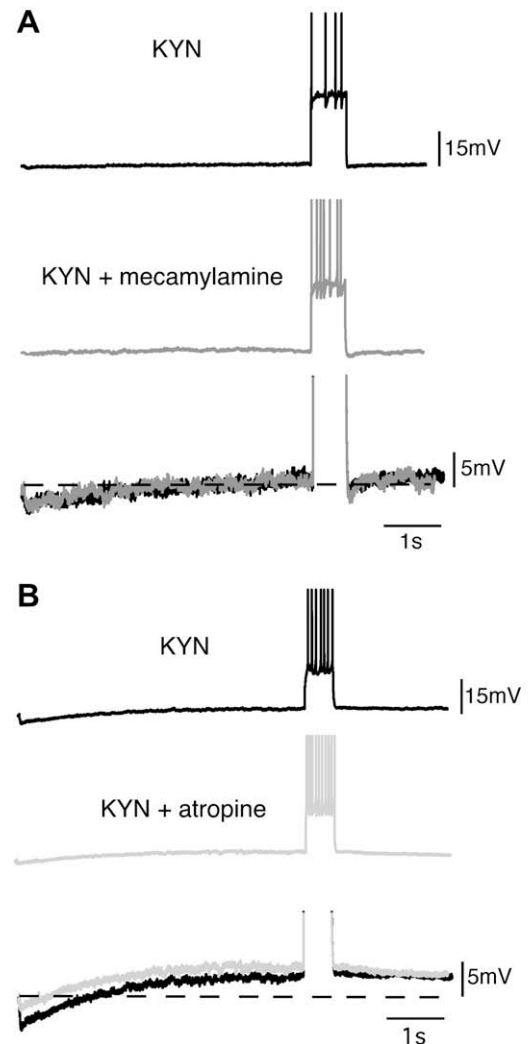 A
KYN
15mV
KYN + mecamylamine
5mV
1s
B
KYN
15mV
KYN + atropine
5mV
1s